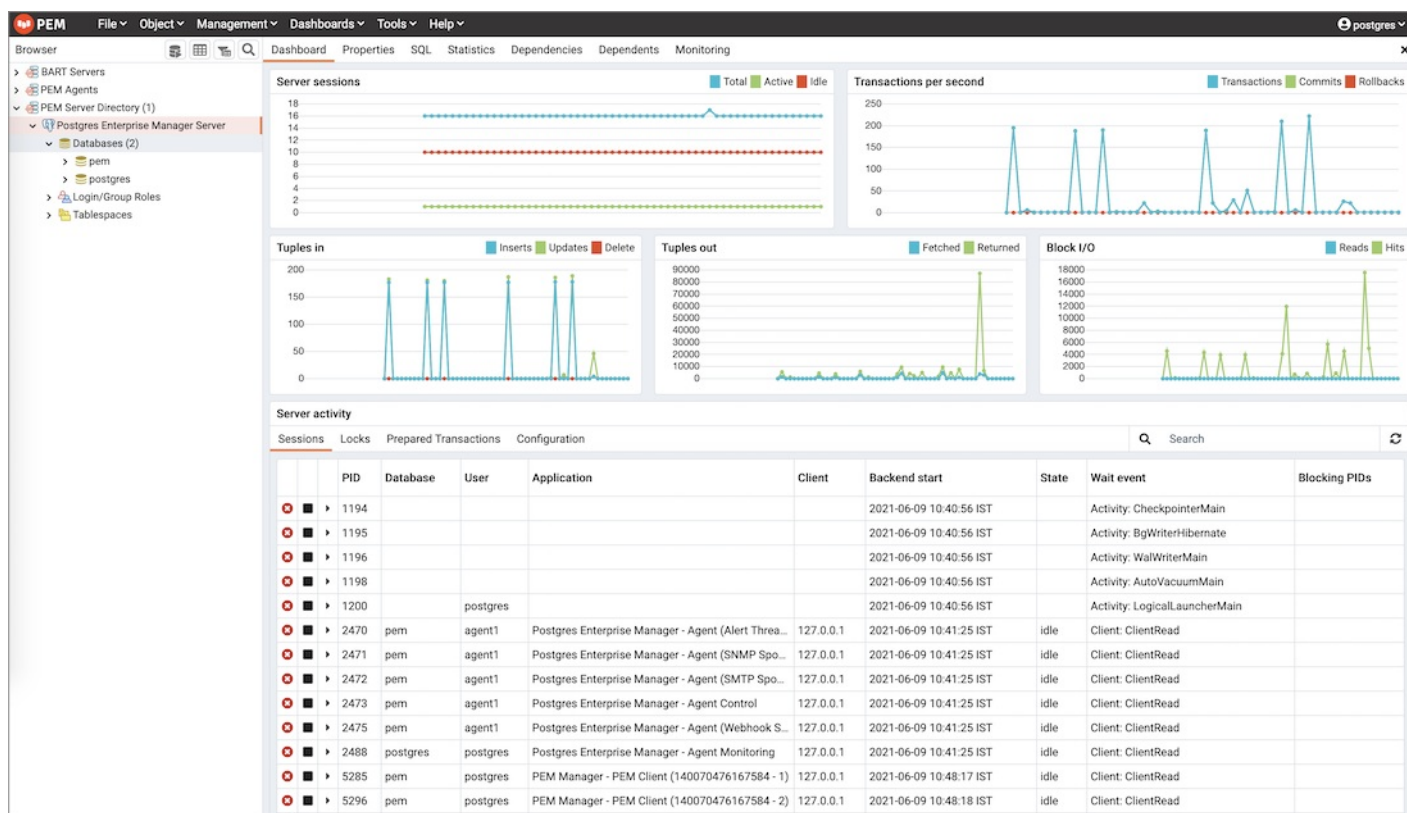 PEM File Object Management Dashboards Tools Help postgres
Browser
Dashboard Properties SQL Statistics Dependencies Dependents Monitoring
BART Servers
PEM Agents
PEM Server Directory (1)
Postgres Enterprise Manager Server
Databases (2)
pem
postgres
Login/Group Roles
Tablespaces
Server sessions Total Active Idle
18
16
14
12
10
8
6
4
2
0
Transactions per second Transactions Commits Rollbacks
250
200
150
100
50
0
Tuples in Inserts Updates Delete
200
150
100
50
0
Tuples out Fetched Returned
90000
80000
70000
60000
50000
40000
30000
20000
10000
0
Block I/O Reads Hits
18000
16000
14000
12000
10000
8000
6000
4000
2000
0
Server activity
Sessions Locks Prepared Transactions Configuration Search
PID Database User Application Client Backend start State Wait event Blocking PIDs
1194 2021-06-09 10:40:56 IST Activity: CheckpointerMain
1195 2021-06-09 10:40:56 IST Activity: BgWriterHibernate
1196 2021-06-09 10:40:56 IST Activity: WalWriterMain
1198 2021-06-09 10:40:56 IST Activity: AutoVacuumMain
1200 postgres 2021-06-09 10:40:56 IST Activity: LogicalLauncherMain
2470 pem agent1 Postgres Enterprise Manager - Agent (Alert Threa... 127.0.0.1 2021-06-09 10:41:25 IST idle Client: ClientRead
2471 pem agent1 Postgres Enterprise Manager - Agent (SNMP Spo... 127.0.0.1 2021-06-09 10:41:25 IST idle Client: ClientRead
2472 pem agent1 Postgres Enterprise Manager - Agent (SMTP Spo... 127.0.0.1 2021-06-09 10:41:25 IST idle Client: ClientRead
2473 pem agent1 Postgres Enterprise Manager - Agent Control 127.0.0.1 2021-06-09 10:41:25 IST idle Client: ClientRead
2475 pem agent1 Postgres Enterprise Manager - Agent (Webhook S... 127.0.0.1 2021-06-09 10:41:25 IST idle Client: ClientRead
2488 postgres postgres Postgres Enterprise Manager - Agent Monitoring 127.0.0.1 2021-06-09 10:41:25 IST idle Client: ClientRead
5285 pem postgres PEM Manager - PEM Client (140070476167584 - 1) 127.0.0.1 2021-06-09 10:48:17 IST idle Client: ClientRead
5296 pem postgres PEM Manager - PEM Client (140070476167584 - 2) 127.0.0.1 2021-06-09 10:48:18 IST idle Client: ClientRead